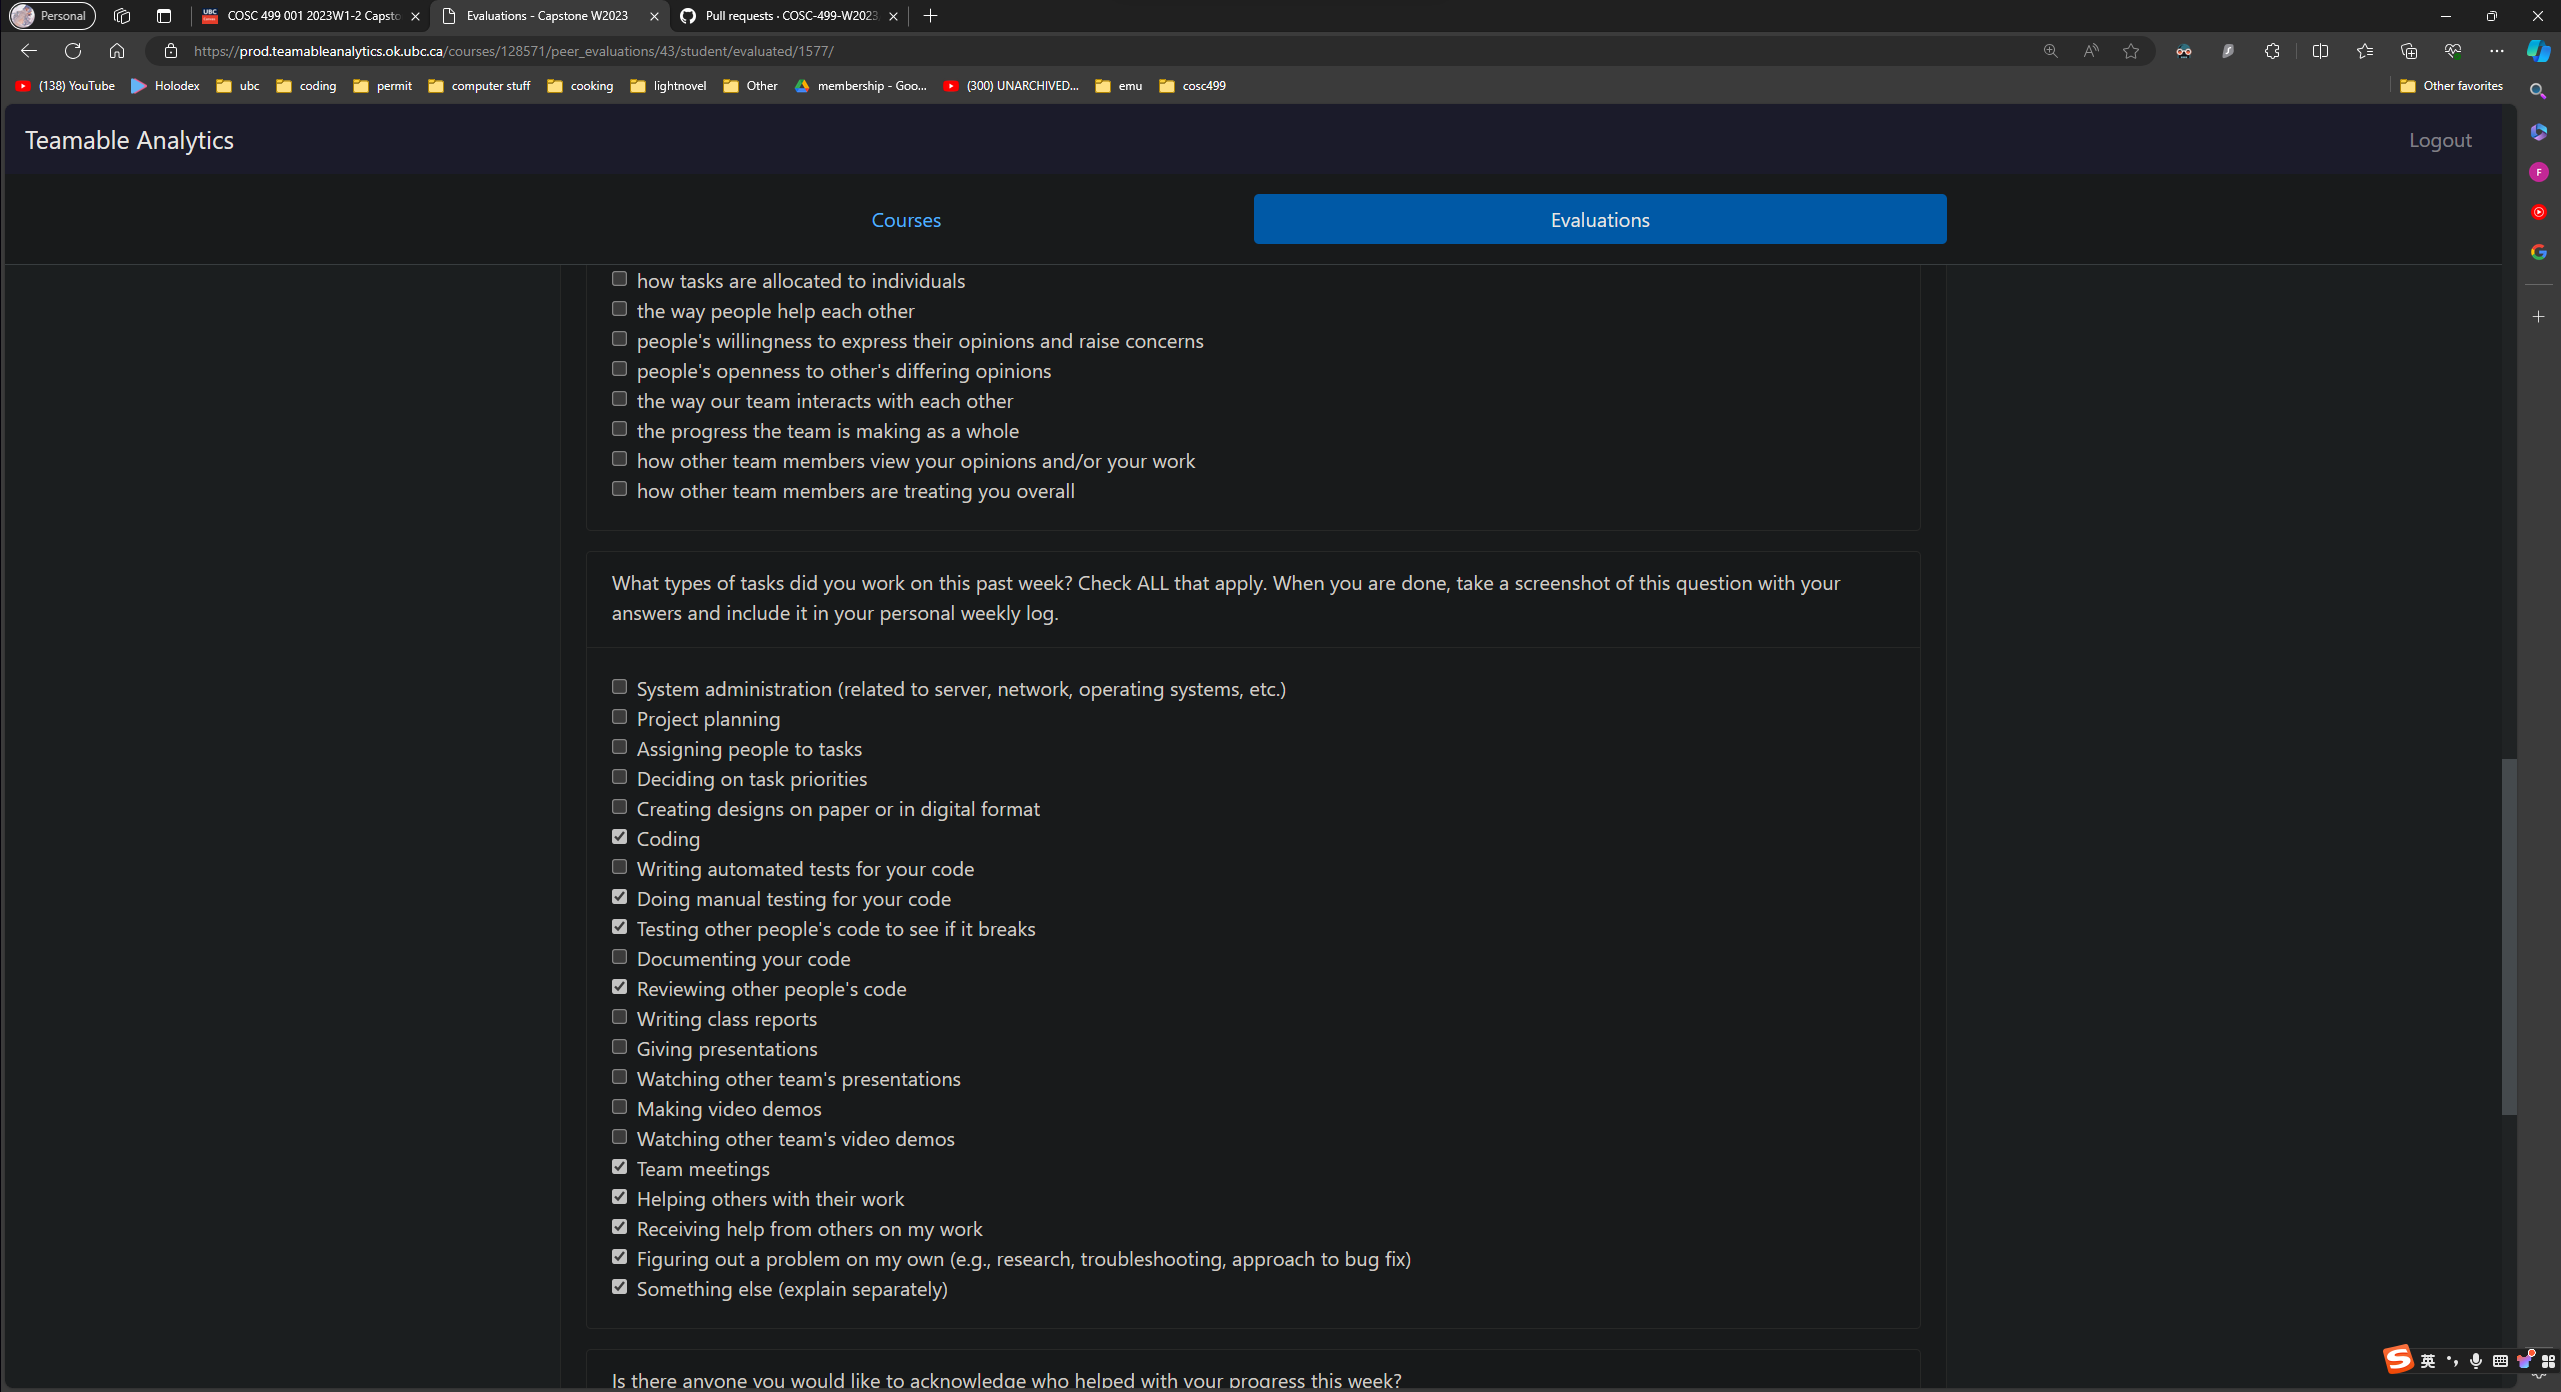 Personal
COSC 499 001 2023W1-2 Capsto
Evaluations - Capstone W2023
Pull requests · COSC-499-W2023
https://prod.teamableanalytics.ok.ubc.ca/courses/128571/peer_evaluations/43/student/evaluated/1577/
(138) YouTube
Holodex
ubc
coding
permit
computer stuff
cooking
lightnovel
Other
membership - Goo...
(300) UNARCHIVED...
emu
cosc499
Other favorites
Teamable Analytics
Logout
Courses
Evaluations
how tasks are allocated to individuals
the way people help each other
people's willingness to express their opinions and raise concerns
people's openness to other's differing opinions
the way our team interacts with each other
the progress the team is making as a whole
how other team members view your opinions and/or your work
how other team members are treating you overall
What types of tasks did you work on this past week? Check ALL that apply. When you are done, take a screenshot of this question with your
answers and include it in your personal weekly log.
System administration (related to server, network, operating systems, etc.)
Project planning
Assigning people to tasks
Deciding on task priorities
Creating designs on paper or in digital format
Coding
Writing automated tests for your code
Doing manual testing for your code
Testing other people's code to see if it breaks
Documenting your code
Reviewing other people's code
Writing class reports
Giving presentations
Watching other team's presentations
Making video demos
Watching other team's video demos
Team meetings
Helping others with their work
Receiving help from others on my work
Figuring out a problem on my own (e.g., research, troubleshooting, approach to bug fix)
Something else (explain separately)
Is there anyone you would like to acknowledge who helped with your progress this week?
英